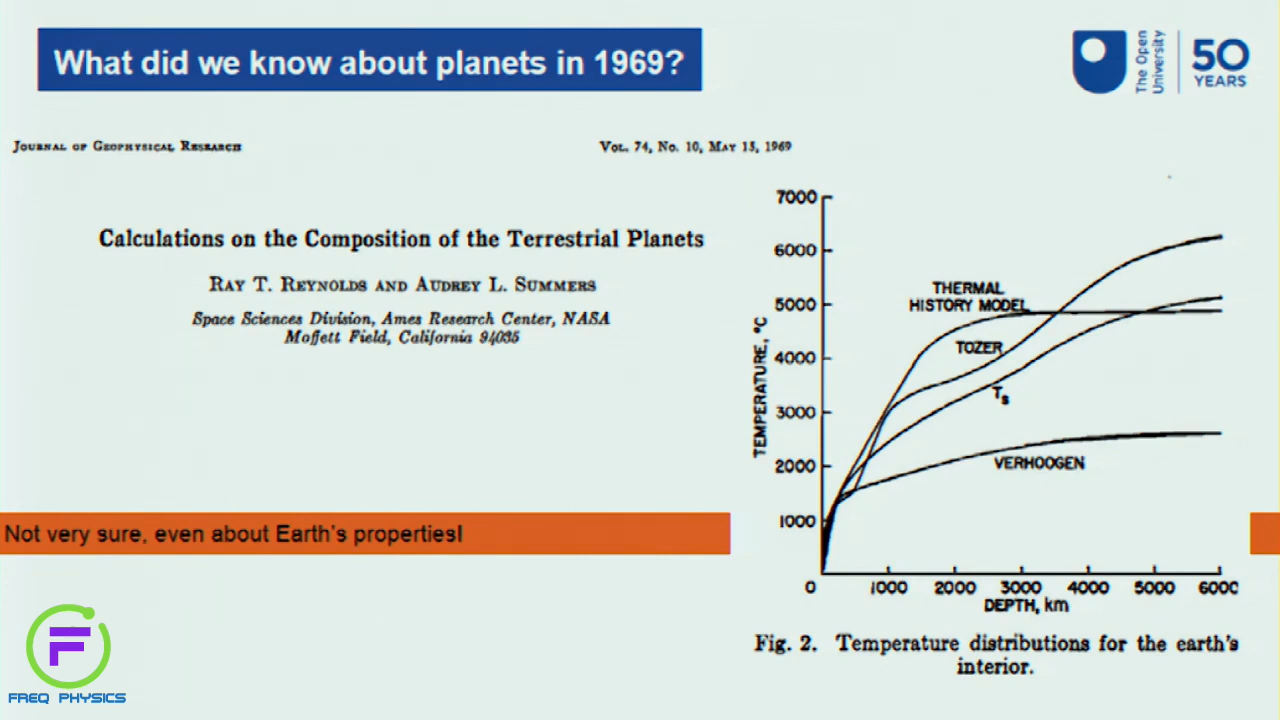 What did we know about planets in 1969?
The Open
University
50
YEARS
JOURNAL OF GEOPHYSICAL RESEARCH
VOL. 74, No. 10, MAY 15, 1969
Calculations on the Composition of the Terrestrial Planets
RAY T. REYNOLDS AND AUDREY L. SUMMERS
Space Sciences Division, Ames Research Center, NASA
Moffett Field, California 94035
7000
6000
5000
4000
3000
2000
1000
TEMPERATURE, °C
THERMAL
HISTORY MODEL
TOZER
Ts
VERHOOGEN
0 1000 2000 3000 4000 5000 6000
DEPTH, km
Fig. 2. Temperature distributions for the earth's
interior.
Not very sure, even about Earth's properties!
F
FREQ PHYSICS